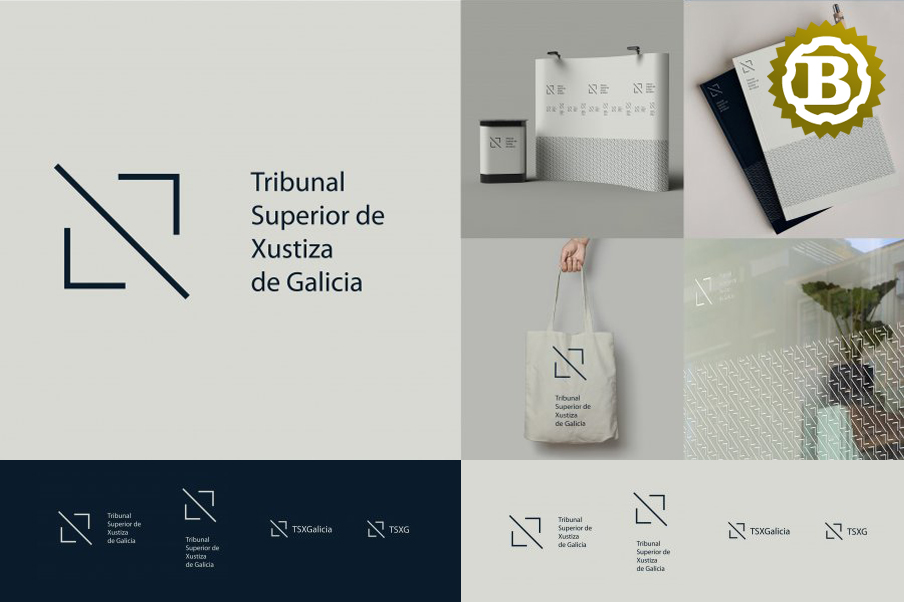 Tribunal
Superior de
Xustiza
de Galicia
B
Tribunal
Superior de
Xustiza
de Galicia
Tribunal
Superior de
Xustiza
de Galicia
Tribunal
Superior de
Xustiza
de Galicia
TSXGalicia
TSXG
Tribunal
Superior de
Xustiza
de Galicia
Tribunal
Superior de
Xustiza
de Galicia
TSXGalicia
TSXG